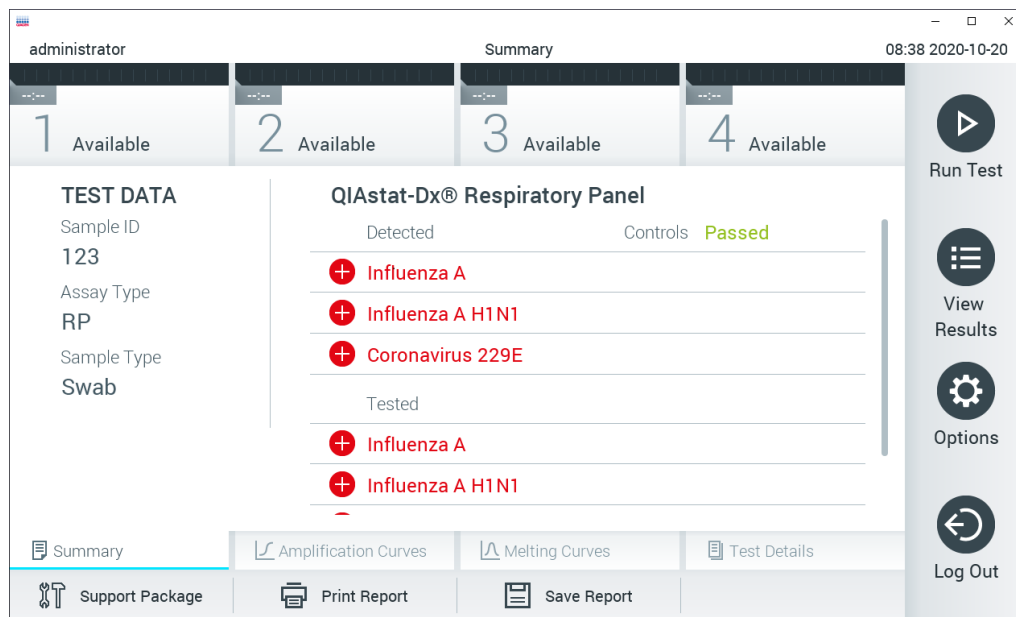 administrator
Summary
08:38 2020-10-20
--:--
--:--
--:--
--:--
1 Available
2 Available
3 Available
4 Available
Run Test
View
Results
Options
Log Out
TEST DATA
Sample ID
123
Assay Type
RP
Sample Type
Swab
QIAstat-Dx® Respiratory Panel
Detected Controls Passed
Influenza A
Influenza A H1N1
Coronavirus 229E
Tested
Influenza A
Influenza A H1N1
Summary
Amplification Curves
Melting Curves
Test Details
Support Package
Print Report
Save Report